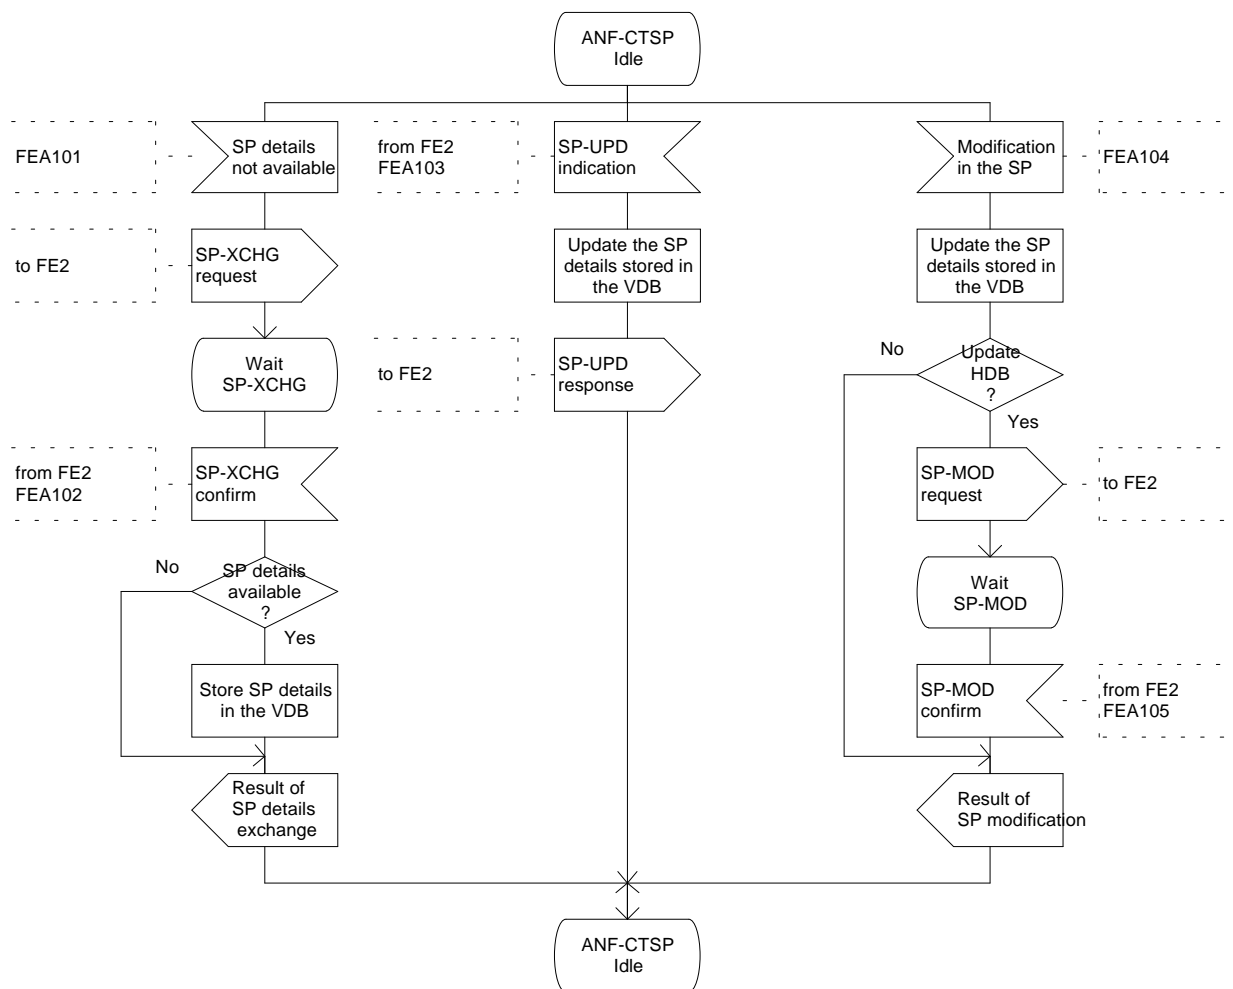 ANF-CTSP
Idle
FEA101
SP details
not available
from FE2
FEA103
SP-UPD
indication
Modification
in the SP
FEA104
to FE2
SP-XCHG
request
Update the SP
details stored in
the VDB
Update the SP
details stored in
the VDB
Wait
SP-XCHG
to FE2
SP-UPD
response
No
Update
HDB
?
Yes
from FE2
FEA102
SP-XCHG
confirm
SP-MOD
request
to FE2
No
SP details
available
?
Yes
Wait
SP-MOD
Store SP details
in the VDB
SP-MOD
confirm
from FE2
FEA105
Result of
SP details
exchange
Result of
SP modification
ANF-CTSP
Idle